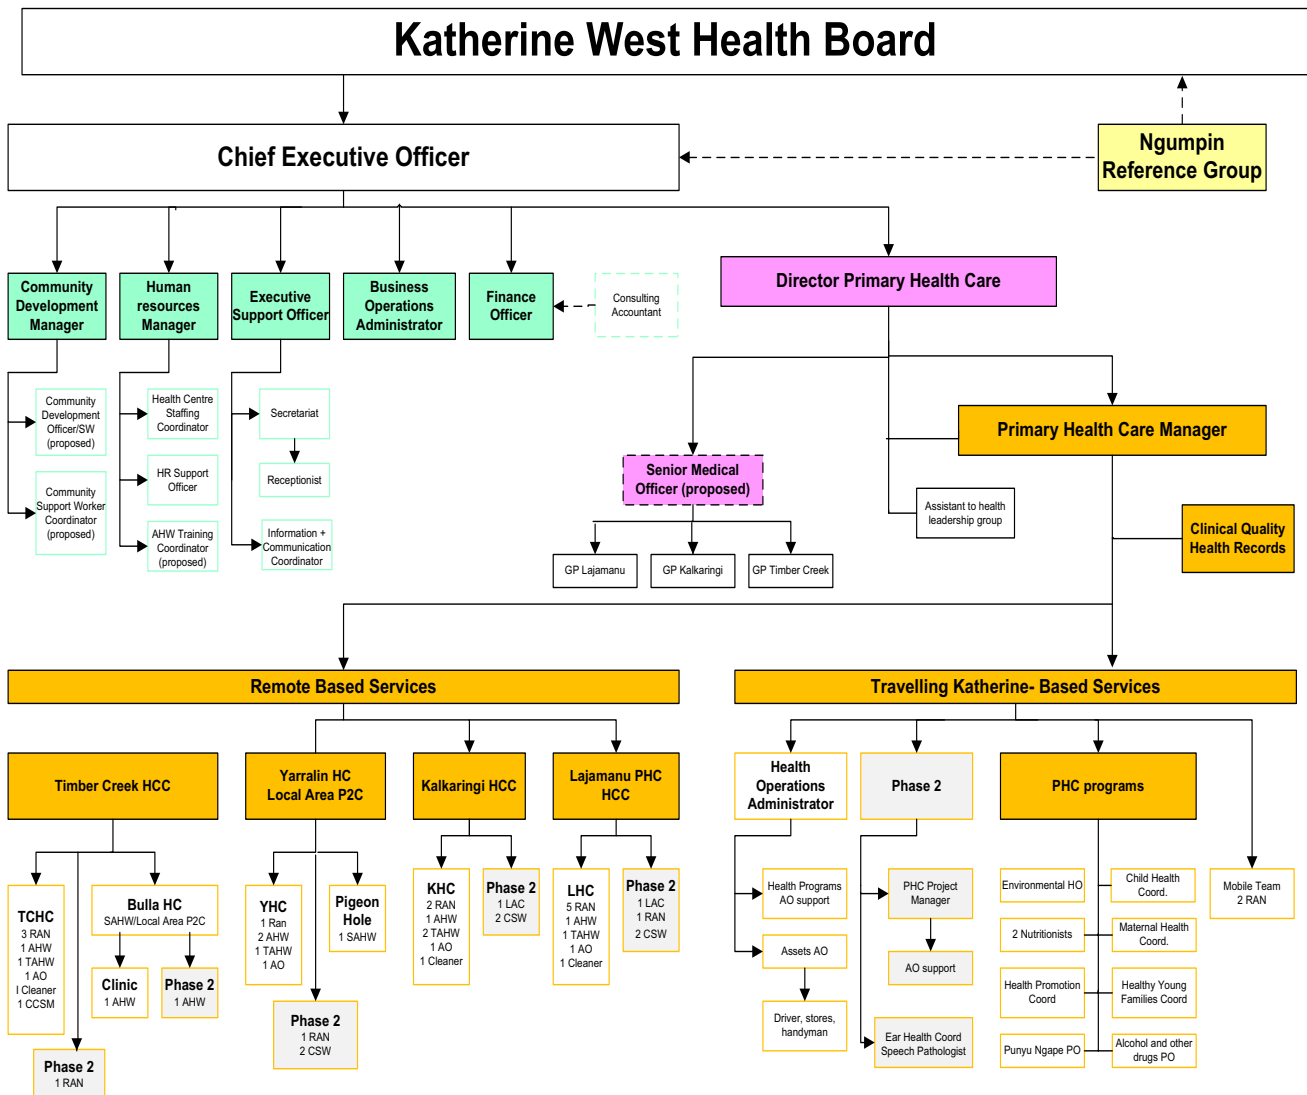 Katherine West Health Board
Chief Executive Officer
Ngumpin
Reference Group
Community
Development
Manager
Human
resources
Manager
Executive
Support Officer
Business
Operations
Administrator
Finance
Officer
Consulting
Accountant
Director Primary Health Care
Community
Development
Officer/SW
(proposed)
Health Centre
Staffing
Coordinator
Secretariat
Primary Health Care Manager
Community
Support Worker
Coordinator
(proposed)
HR Support
Officer
Receptionist
Senior Medical
Officer (proposed)
Assistant to health
leadership group
Clinical Quality
Health Records
AHW Training
Coordinator
(proposed)
Information +
Communication
Coordinator
GP Lajamanu
GP Kalkaringi
GP Timber Creek
Remote Based Services
Travelling Katherine- Based Services
Timber Creek HCC
Yarralin HC
Local Area P2C
Kalkaringi HCC
Lajamanu PHC
HCC
Health
Operations
Administrator
Phase 2
PHC programs
TCHC
3 RAN
1 AHW
1 TAHW
1 AO
I Cleaner
1 CCSM
Bulla HC
SAHW/Local Area P2C
Clinic
1 AHW
Phase 2
1 AHW
Phase 2
1 RAN
YHC
1 Ran
2 AHW
1 TAHW
1 AO
Pigeon
Hole
1 SAHW
Phase 2
1 RAN
2 CSW
KHC
2 RAN
1 AHW
2 TAHW
1 AO
1 Cleaner
Phase 2
1 LAC
2 CSW
LHC
5 RAN
1 AHW
1 TAHW
1 AO
1 Cleaner
Phase 2
1 LAC
1 RAN
2 CSW
Health Programs
AO support
Assets AO
Driver, stores,
handyman
PHC Project
Manager
AO support
Ear Health Coord
Speech Pathologist
Environmental HO
Child Health
Coord.
2 Nutritionists
Maternal Health
Coord.
Health Promotion
Coord
Healthy Young
Families Coord
Punyu Ngape PO
Alcohol and other
drugs PO
Mobile Team
2 RAN